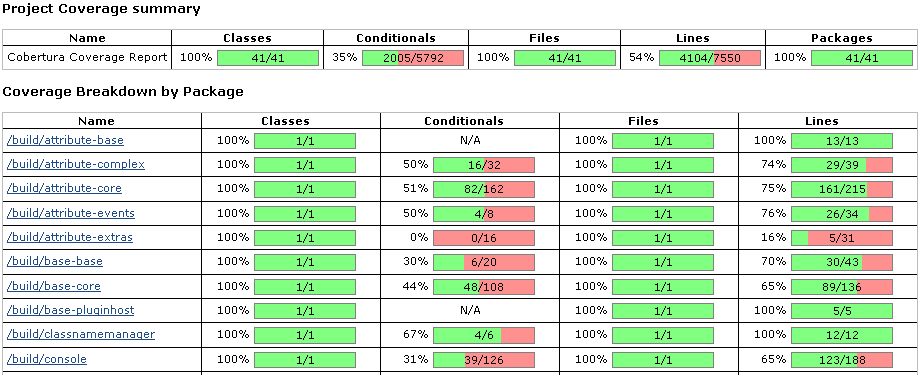 Project Coverage summary
Name Classes Conditionals Files Lines Packages
Cobertura Coverage Report 100% 41/41 35% 2005/5792 100% 41/41 54% 4104/7550 100% 41/41
Coverage Breakdown by Package
Name Classes Conditionals Files Lines
/build/attribute-base 100% 1/1 N/A 100% 1/1 100% 13/13
/build/attribute-complex 100% 1/1 50% 16/32 100% 1/1 74% 29/39
/build/attribute-core 100% 1/1 51% 82/162 100% 1/1 75% 161/215
/build/attribute-events 100% 1/1 50% 4/8 100% 1/1 76% 26/34
/build/attribute-extras 100% 1/1 0% 0/16 100% 1/1 16% 5/31
/build/base-base 100% 1/1 30% 6/20 100% 1/1 70% 30/43
/build/base-core 100% 1/1 44% 48/108 100% 1/1 65% 89/136
/build/base-pluginhost 100% 1/1 N/A 100% 1/1 100% 5/5
/build/classnamemanager 100% 1/1 67% 4/6 100% 1/1 100% 12/12
/build/console 100% 1/1 31% 39/126 100% 1/1 65% 123/188